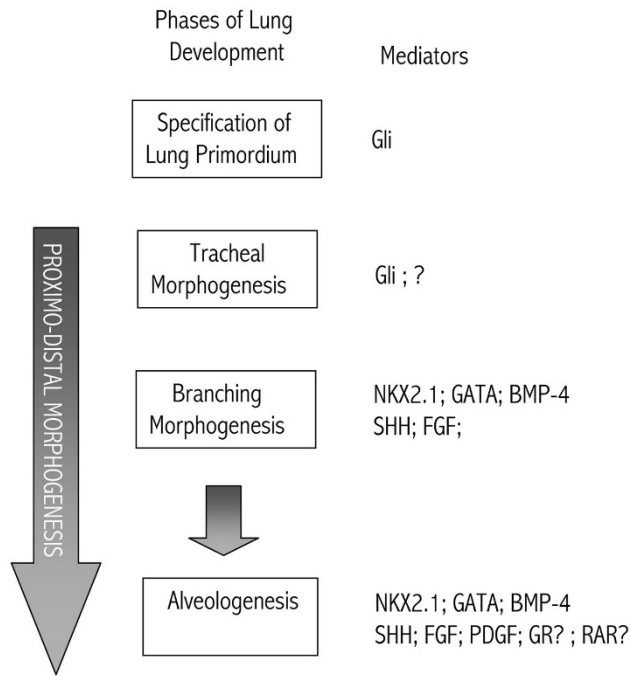 Phases of Lung
Development
Mediators
Specification of
Lung Primordium
Gli
PROXIMO-DISTAL MORPHOGENESIS
Tracheal
Morphogenesis
Gli ; ?
Branching
Morphogenesis
NKX2.1; GATA; BMP-4
SHH; FGF;
Alveologenesis
NKX2.1; GATA; BMP-4
SHH; FGF; PDGF; GR? ; RAR?